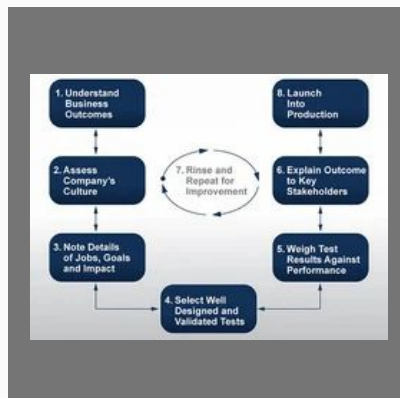 1. Understand
Business
Outcomes
2. Assess
Company's
Culture
3. Note Details
of Jobs, Goals
and Impact
4. Select Well
Designed and
Validated Tests
5. Weigh Test
Results Against
Performance
6. Explain Outcome
to Key
Stakeholders
7. Rinse and
Repeat for
Improvement
8. Launch
Into
Production